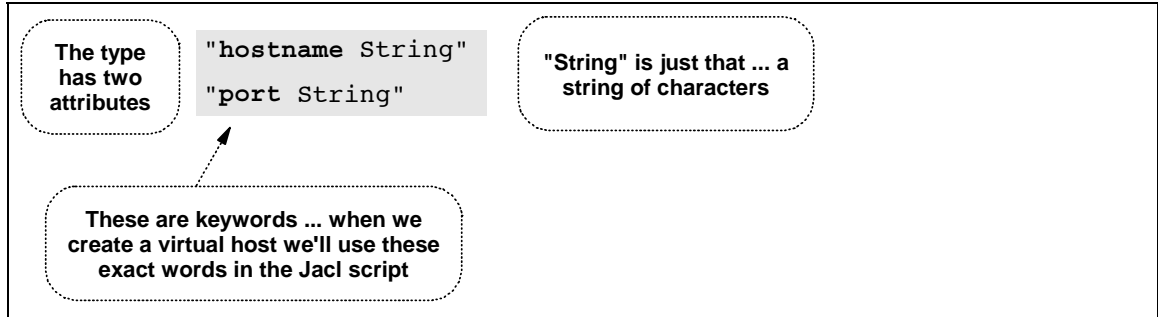 The type
has two
attributes
"hostname String"
"port String"
"String" is just that ... a
string of characters
These are keywords ... when we
create a virtual host we'll use these
exact words in the Jacl script